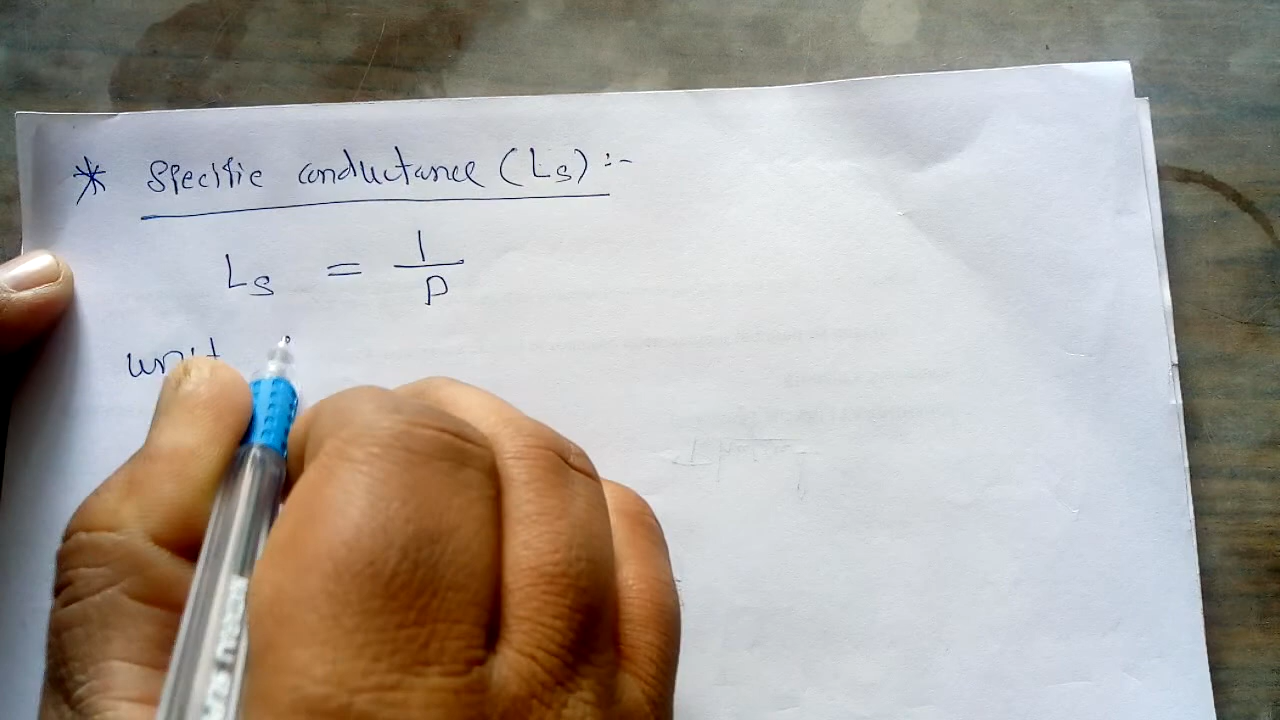 * Specific conductance (Ls) :-
Ls = 1/ρ
unit